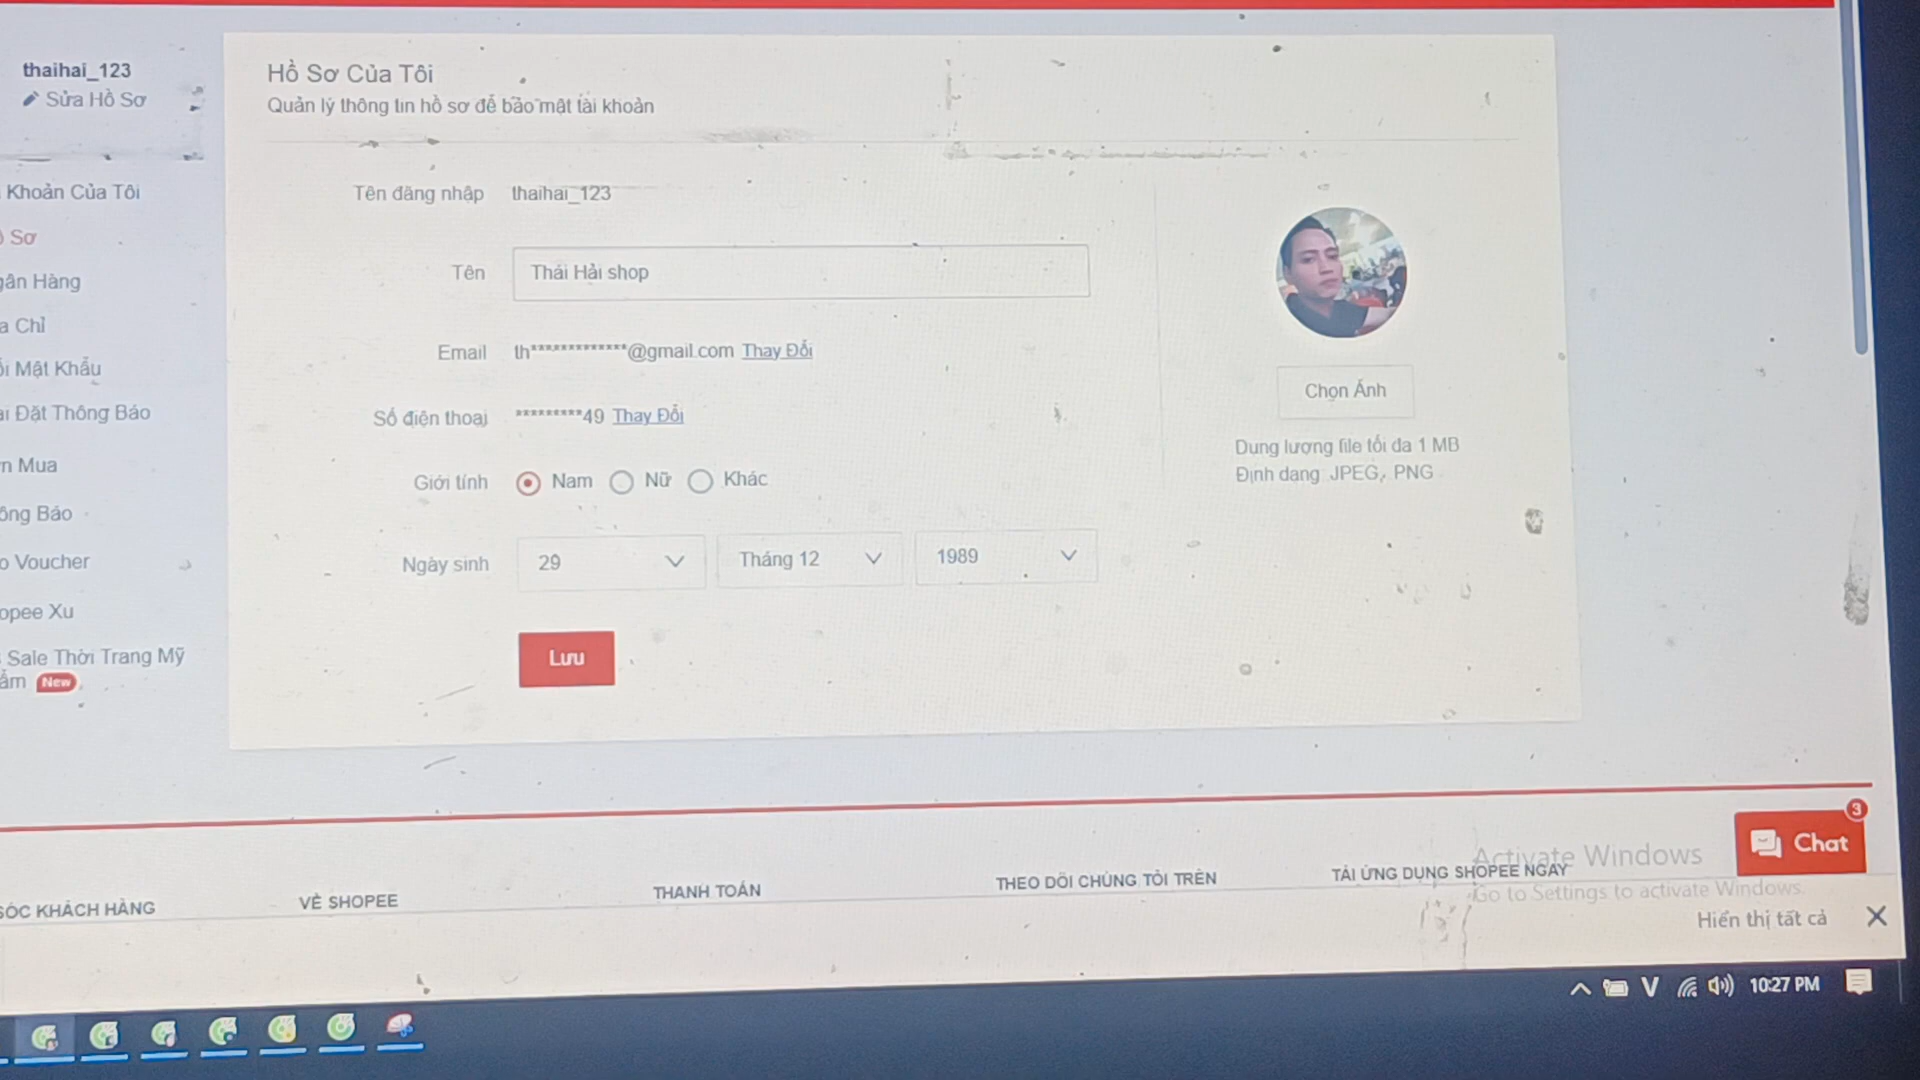 thaihai_123
Sửa Hồ Sơ
Khoản Của Tôi
Sơ
Hàng
Chỉ
Mật Khẩu
Đặt Thông Báo
Mua
Báo
Voucher
Xu
Sale Thời Trang Mỹ
New
Hồ Sơ Của Tôi
Quản lý thông tin hồ sơ để bảo mật tài khoản
Tên đăng nhập thaihai_123
Tên Thái Hải shop
Email th*************@gmail.com Thay Đổi
Số điện thoại *********49 Thay Đổi
Giới tính Nam Nữ Khác
Ngày sinh 29 Tháng 12 1989
Lưu
Chọn Ảnh
Dung lượng file tối đa 1 MB
Định dạng: JPEG, PNG
3
Chat
SÓC KHÁCH HÀNG VỀ SHOPEE THANH TOÁN THEO DÕI CHÚNG TÔI TRÊN TẢI ỨNG DỤNG SHOPEE NGAY
Activate Windows
Go to Settings to activate Windows.
Hiển thị tất cả
V 10:27 PM